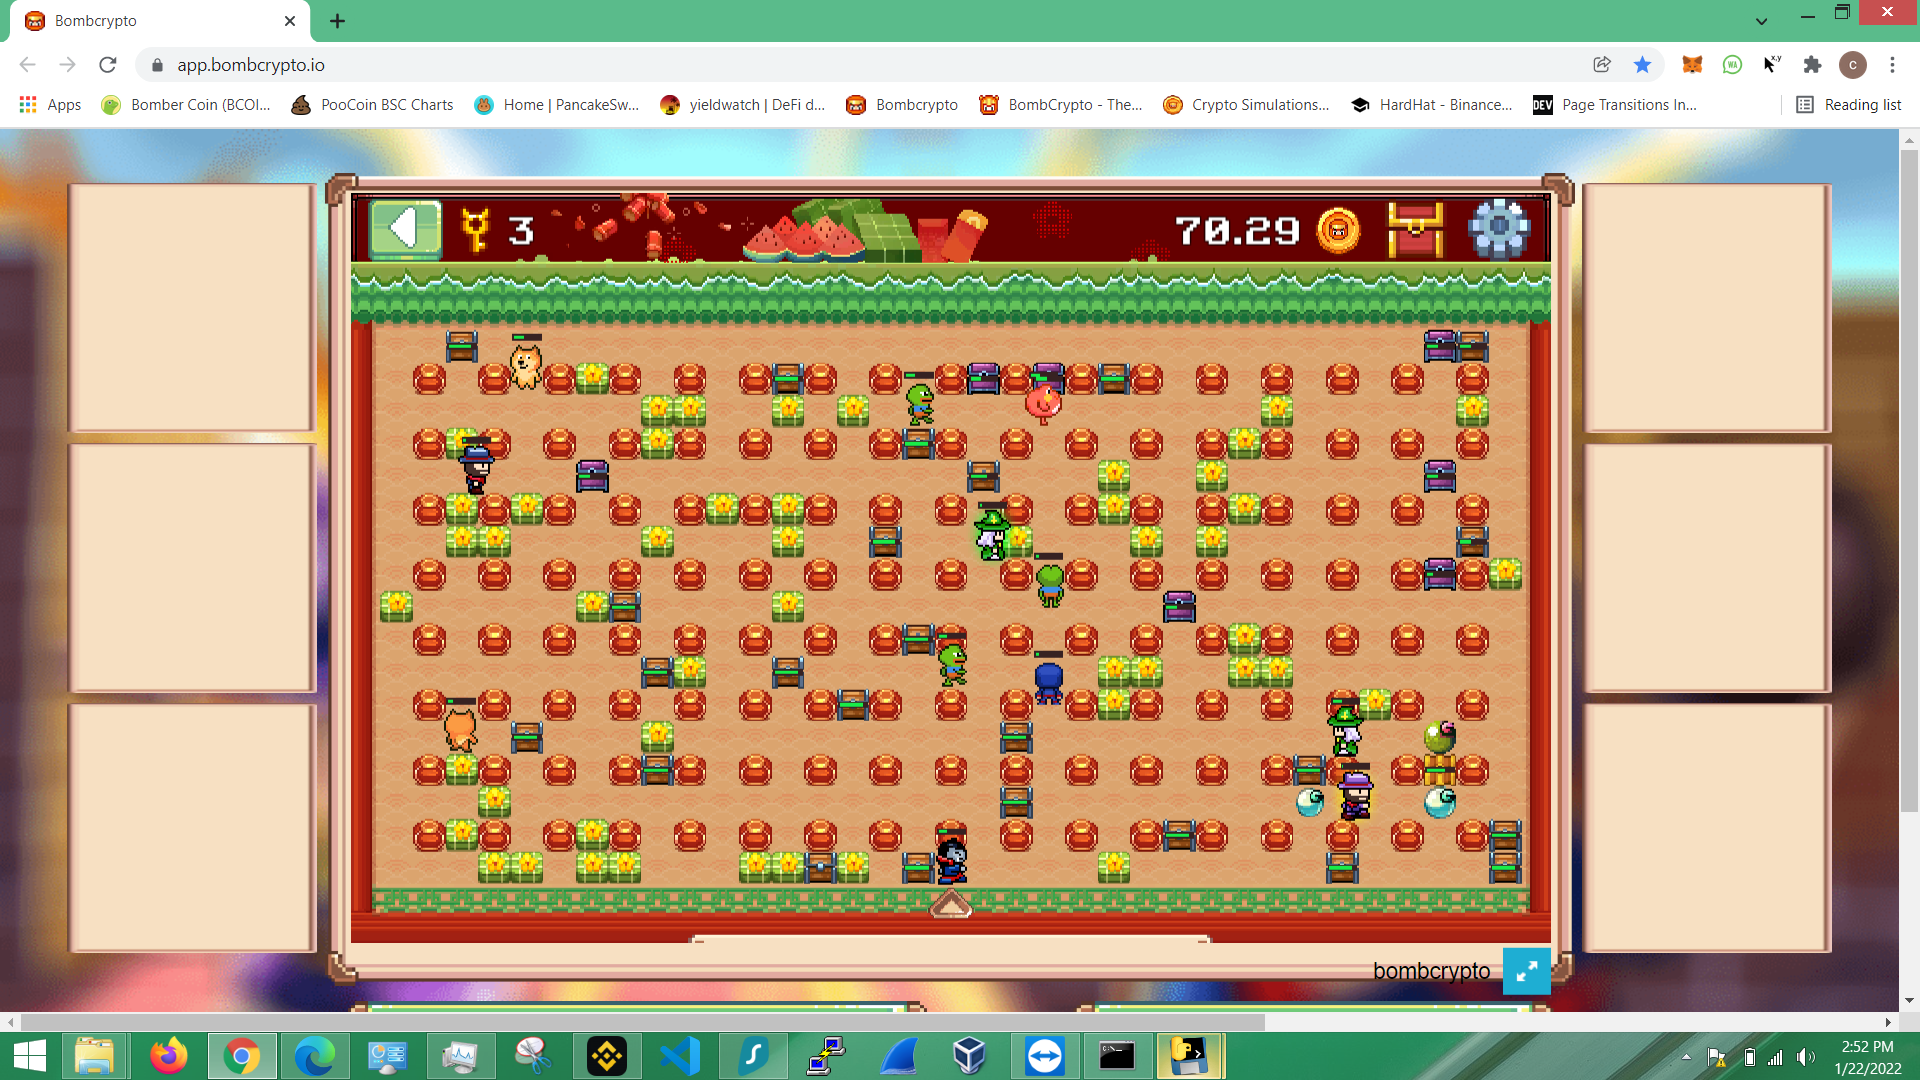 Bombcrypto
app.bombcrypto.io
Apps
Bomber Coin (BCOI...
PooCoin BSC Charts
Home | PancakeSw...
yieldwatch | DeFi d...
Bombcrypto
BombCrypto - The...
Crypto Simulations...
HardHat - Binance...
DEV
Page Transitions In...
Reading list
3
70.29
bombcrypto
2:52 PM
1/22/2022